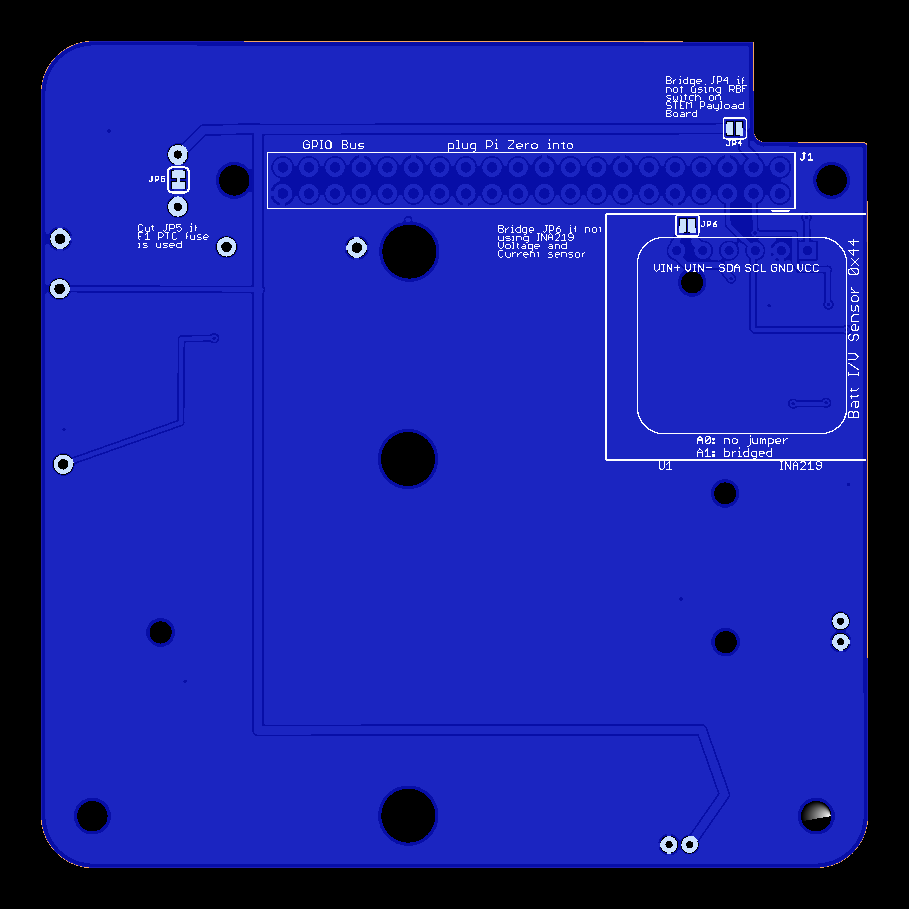 Bridge JP4 if
not using RBF
switch on
STEM Payload
Board
JP4
GPIO Bus plug Pi Zero into
J1
JP5
Cut JP5 if
F1 PTC fuse
is used
Bridge JP6 if not
using INA219
Voltage and
Current sensor
JP6
VIN+ VIN- SDA SCL GND VCC
Batt I/V Sensor 0x44
A0: no jumper
A1: bridged
U1 INA219